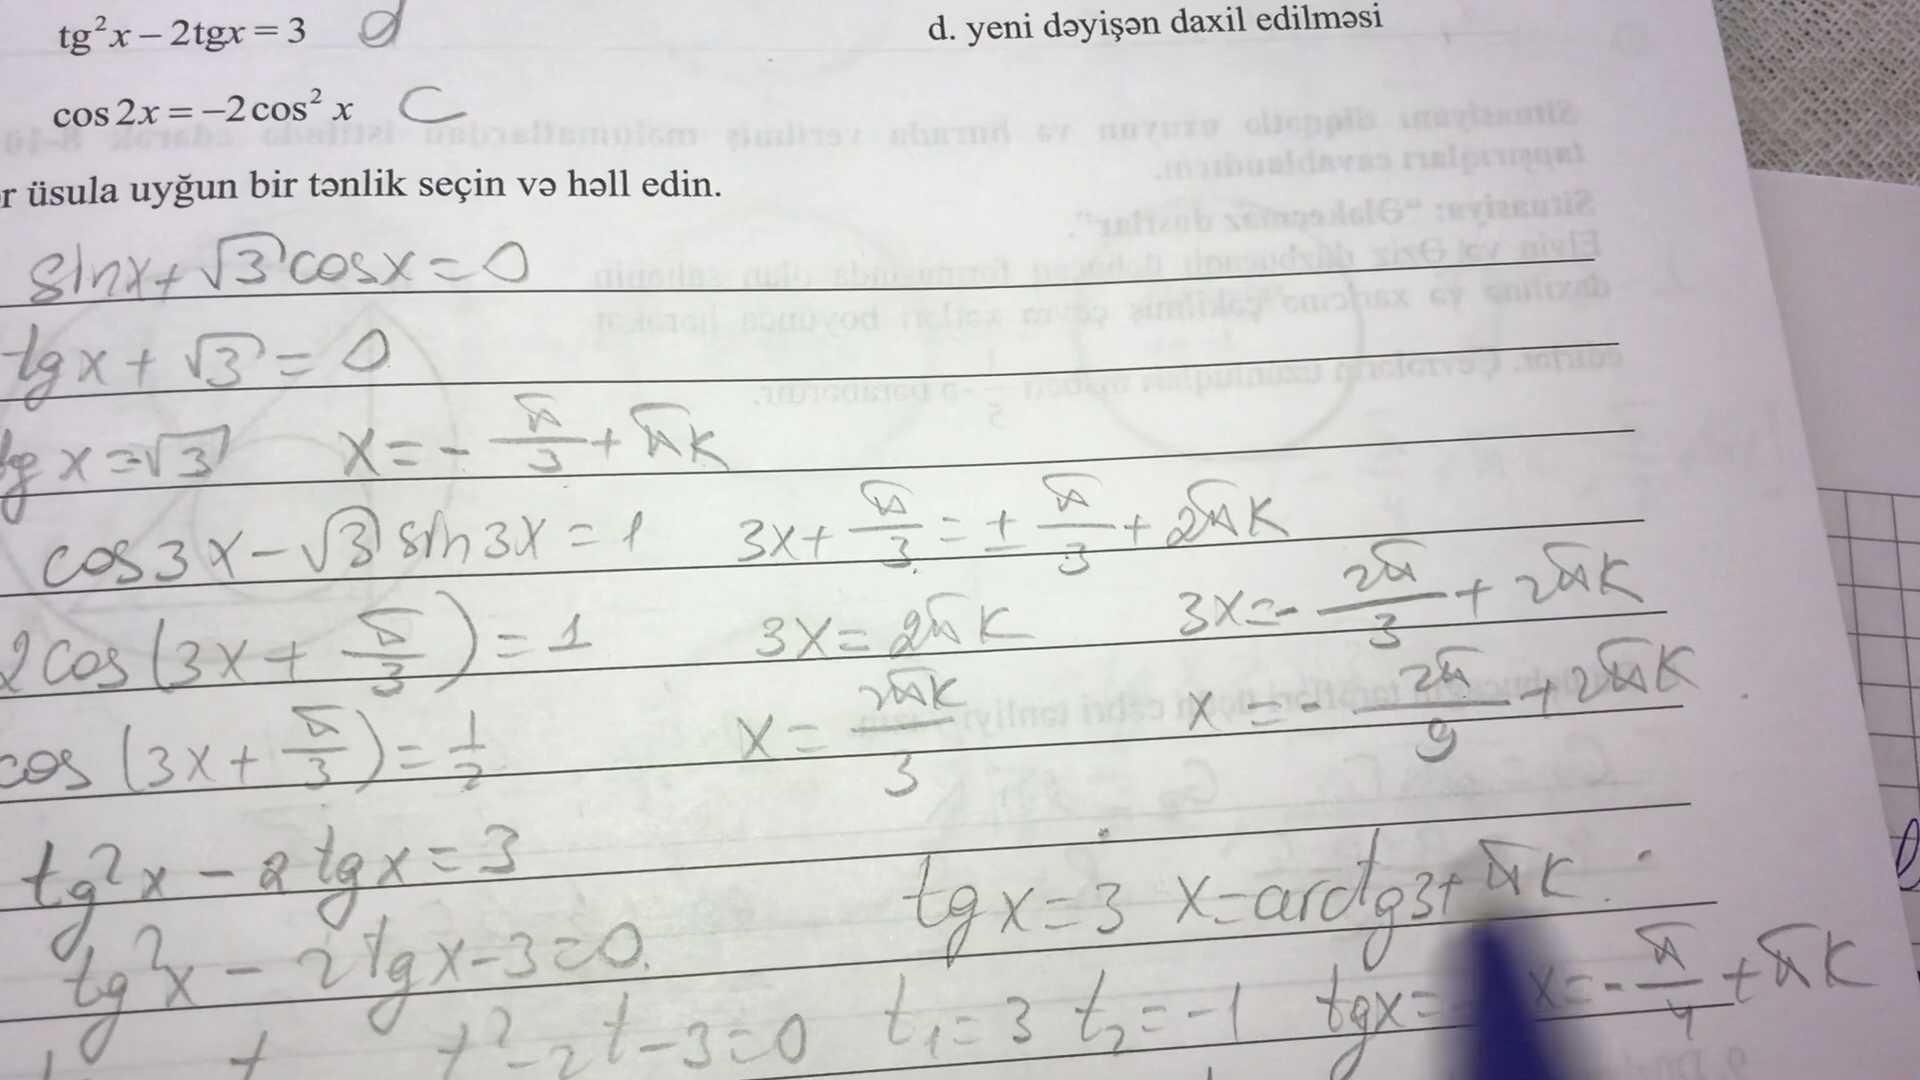 tg²x − 2tgx = 3 d
d. yeni dəyişən daxil edilməsi
cos 2x = −2cos² x C
r üsula uyğun bir tənlik seçin və həll edin.
sinx+√3 cosx=0
tgx + √3 = 0
tg x=√3 x = - π/3 + πk
cos3x-√3 sin3x = 1 3x+ π/3 = ± π/3 + 2πk
2cos(3x+ π/3) = 1 3x = 2πk 3x=- 2π/3 + 2πk
cos (3x+ π/3) = 1/2 x = 2πk/3 x = - 2π/9 + 2πk
tg²x - 2tgx=3
tgx=3 x=arctg3+πk
tg²x - 2tgx-3=0
t²-2t-3=0 t₁=3 t₂=-1 tgx= x=-π/4+πk